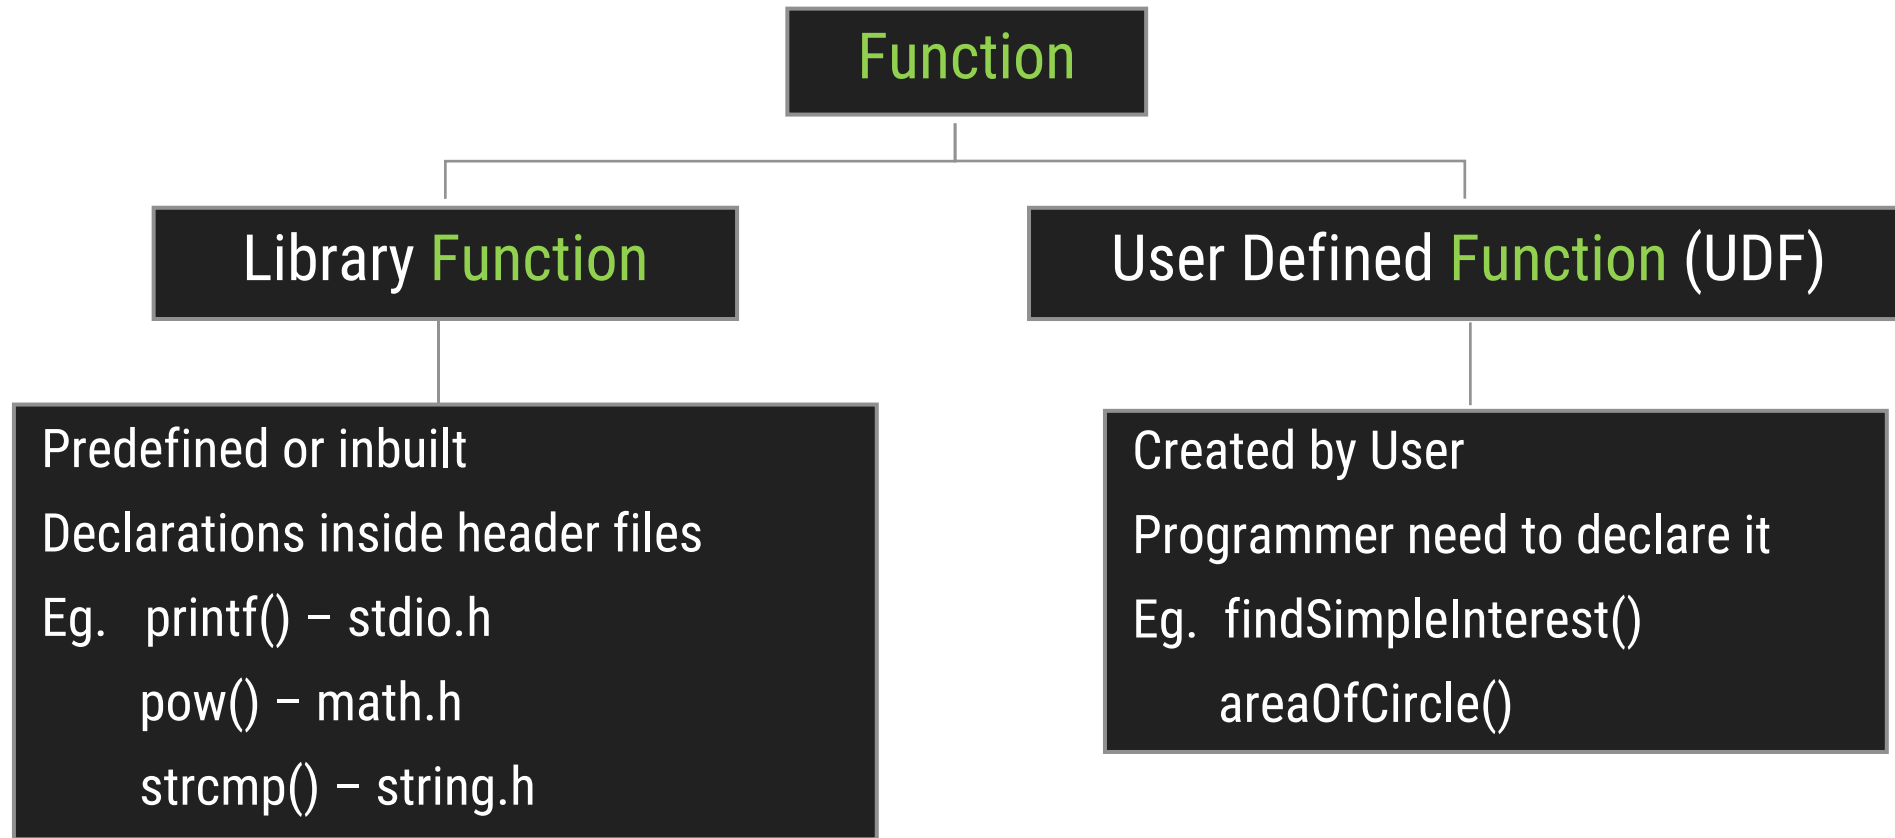 Function
Library Function
User Defined Function (UDF)
Predefined or inbuilt
Declarations inside header files
Eg. printf() – stdio.h
pow() – math.h
strcmp() – string.h
Created by User
Programmer need to declare it
Eg. findSimpleInterest()
areaOfCircle()